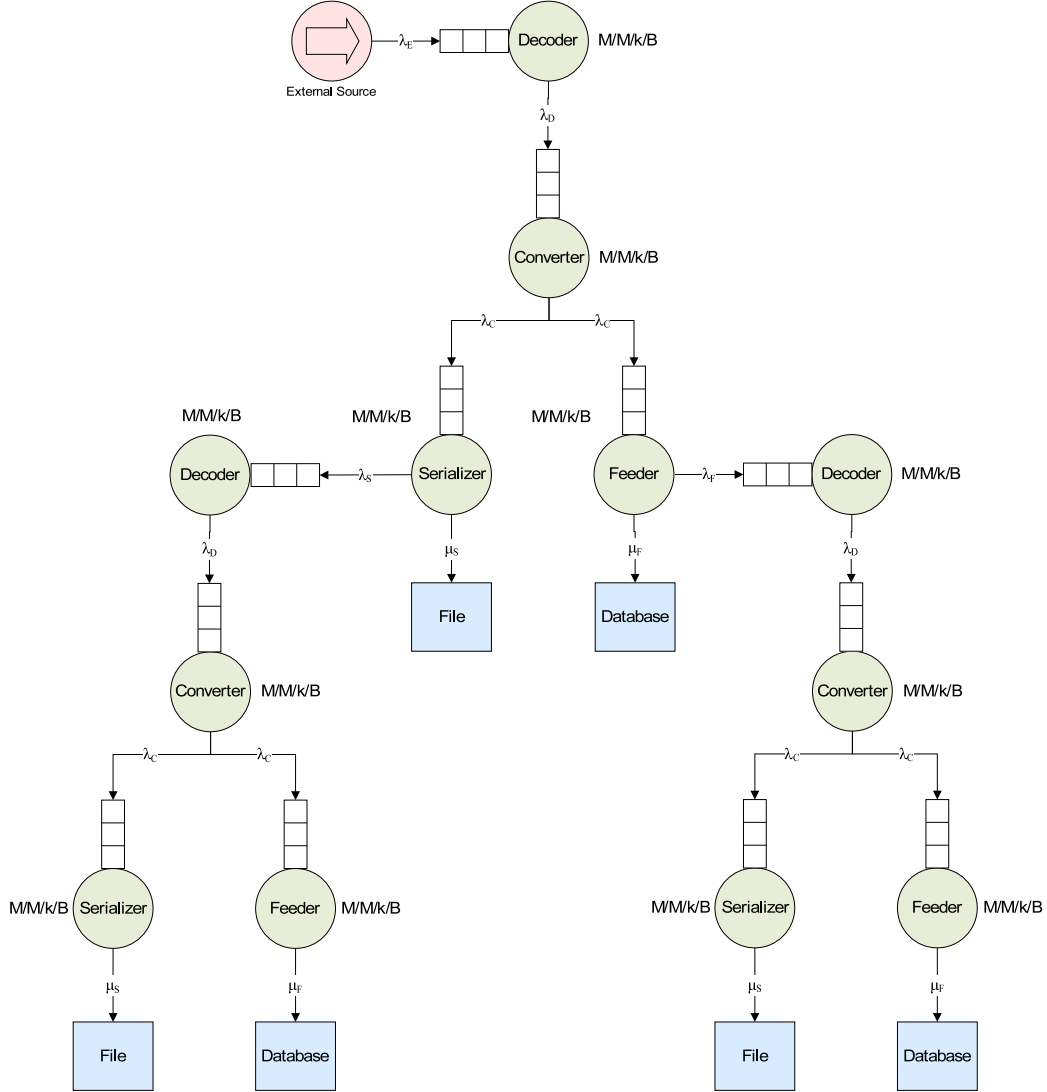 λE
Decoder
M/M/k/B
External Source
λD
Converter
M/M/k/B
λC
λC
M/M/k/B
M/M/k/B
M/M/k/B
Decoder
λS
Serializer
Feeder
λF
Decoder
M/M/k/B
λD
μS
μF
λD
File
Database
Converter
M/M/k/B
Converter
M/M/k/B
λC
λC
λC
λC
M/M/k/B
Serializer
Feeder
M/M/k/B
M/M/k/B
Serializer
Feeder
M/M/k/B
μS
μF
μS
μF
File
Database
File
Database